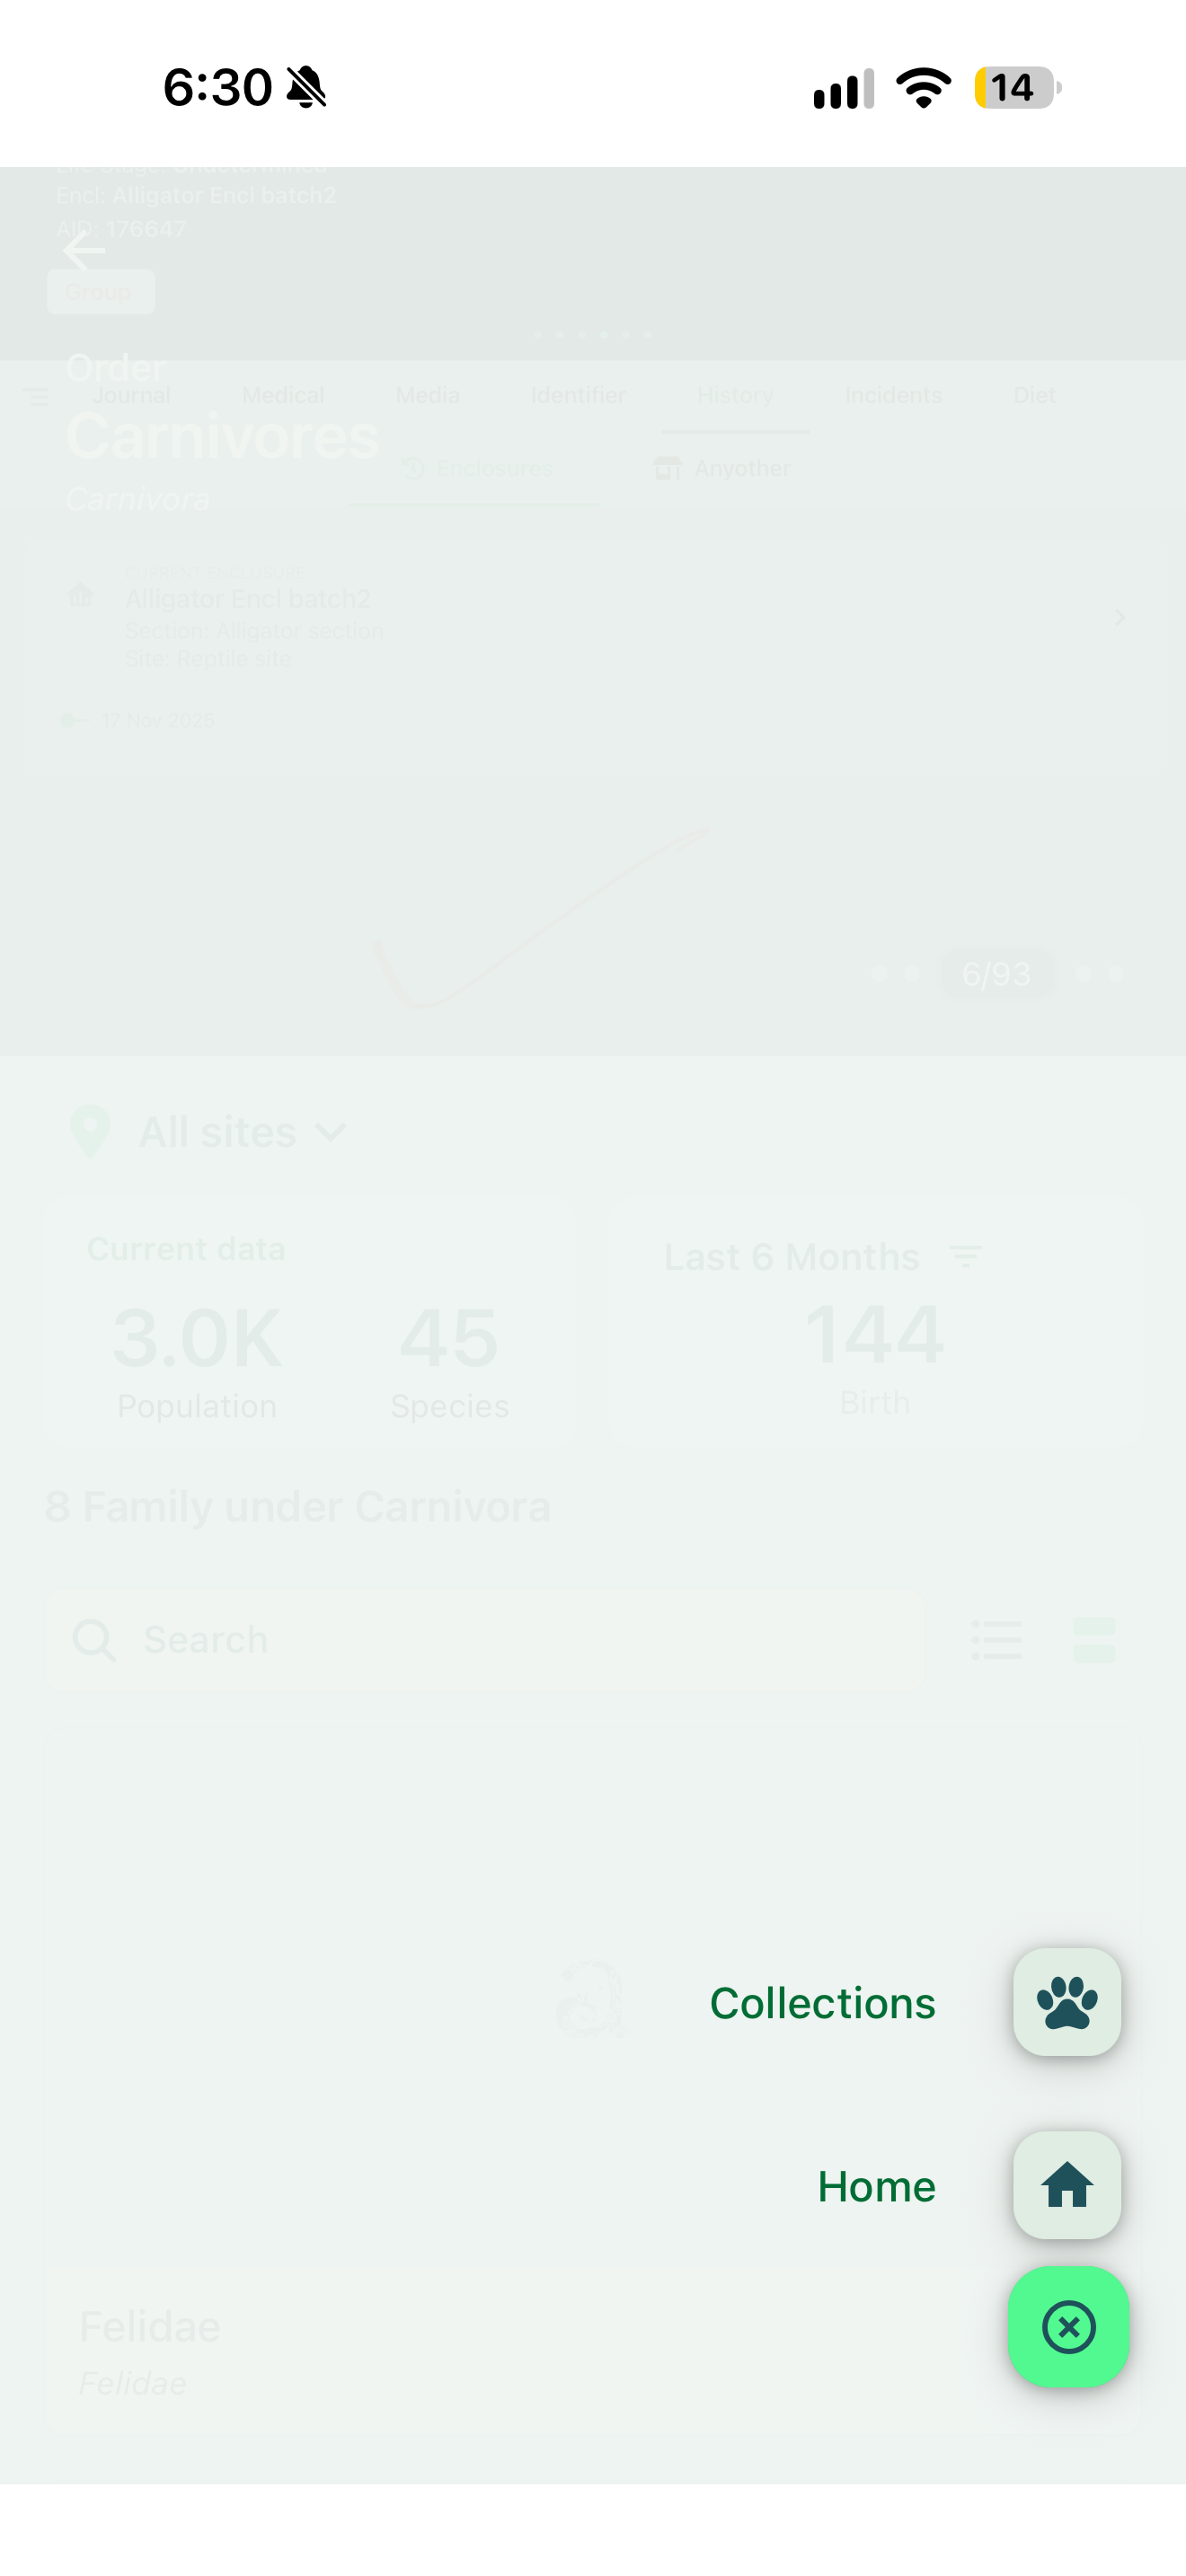 6:30
14
Life Stage: Undetermined
Encl: Alligator Encl batch2
AID: 176647
Group
Order
Journal Medical Media Identifier History Incidents Diet
Carnivores
Enclosures Anyother
Carnivora
CURRENT ENCLOSURE
Alligator Encl batch2
Section: Alligator section
Site: Reptile site
17 Nov 2025
6/93
All sites
Current data
Last 6 Months
3.0K 45 144
Population Species Birth
8 Family under Carnivora
Search
a
Collections
Home
Felidae
Felidae